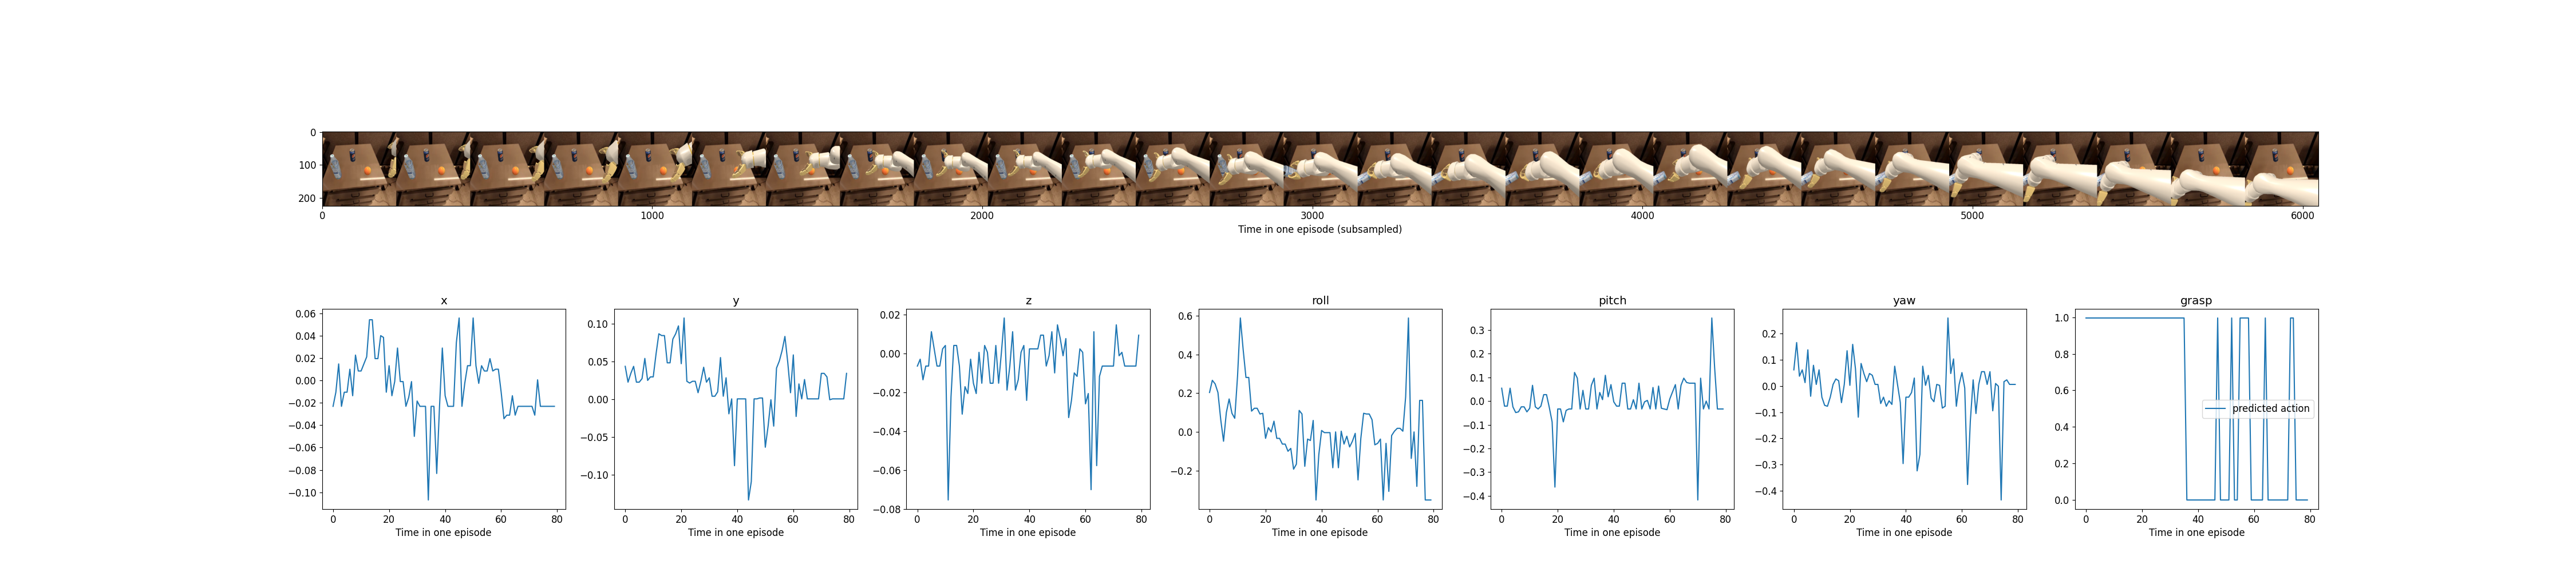 0
100
200
0 1000 2000 3000 4000 5000 6000
Time in one episode (subsampled)
x
0.06
0.04
0.02
0.00
−0.02
−0.04
−0.06
−0.08
−0.10
0 20 40 60 80
Time in one episode
y
0.10
0.05
0.00
−0.05
−0.10
0 20 40 60 80
Time in one episode
z
0.02
0.00
−0.02
−0.04
−0.06
−0.08
0 20 40 60 80
Time in one episode
roll
0.6
0.4
0.2
0.0
−0.2
0 20 40 60 80
Time in one episode
pitch
0.3
0.2
0.1
0.0
−0.1
−0.2
−0.3
−0.4
0 20 40 60 80
Time in one episode
yaw
0.2
0.1
0.0
−0.1
−0.2
−0.3
−0.4
0 20 40 60 80
Time in one episode
grasp
1.0
0.8
0.6
0.4
0.2
0.0
predicted action
0 20 40 60 80
Time in one episode